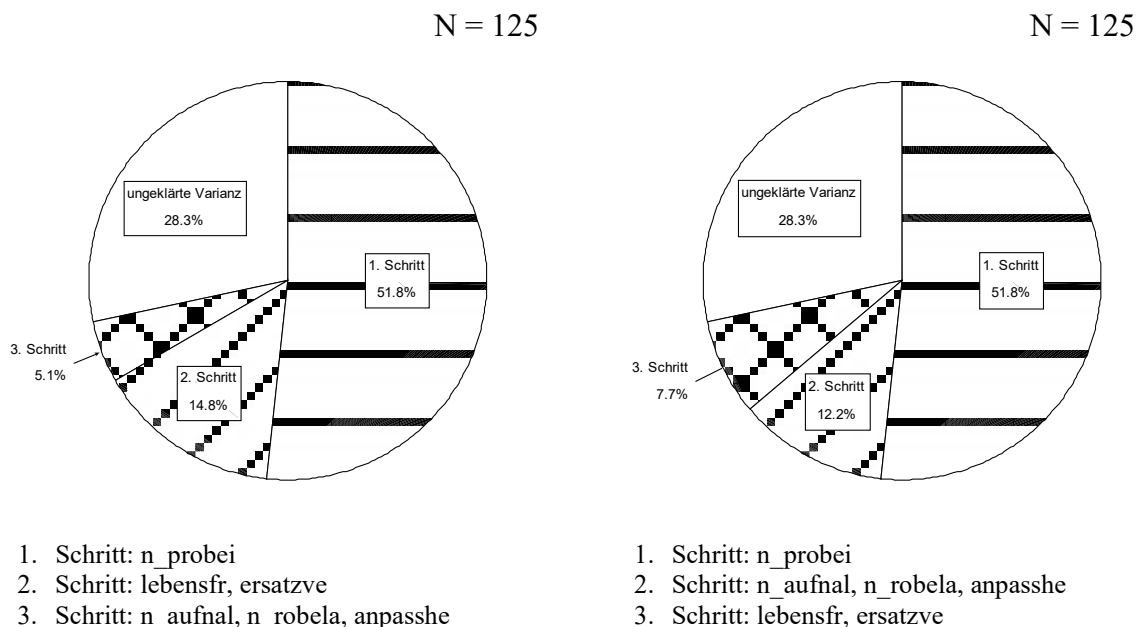 N = 125
ungeklärte Varianz
28.3%
1. Schritt
51.8%
3. Schritt
5.1%
2. Schritt
14.8%
1. Schritt: n_probei
2. Schritt: lebensfr, ersatzve
3. Schritt: n_aufnal, n_robela, anpasshe
N = 125
ungeklärte Varianz
28.3%
1. Schritt
51.8%
3. Schritt
7.7%
2. Schritt
12.2%
1. Schritt: n_probei
2. Schritt: n_aufnal, n_robela, anpasshe
3. Schritt: lebensfr, ersatzve